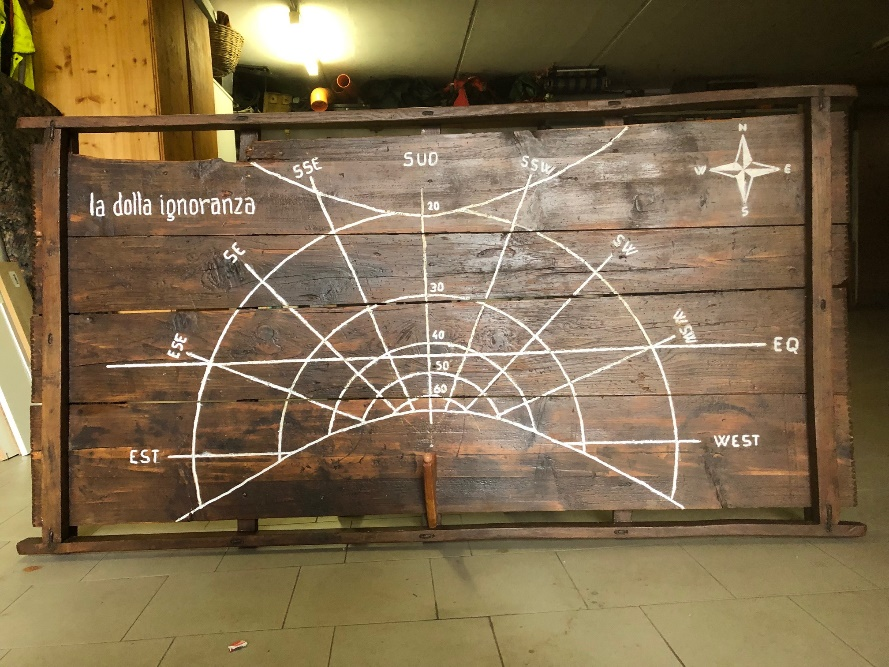 SSE SUD SSW
N
W E
S
la dolla ignoranza
20
SE SW
30
ESE WSW
40
EQ
50
60
EST WEST